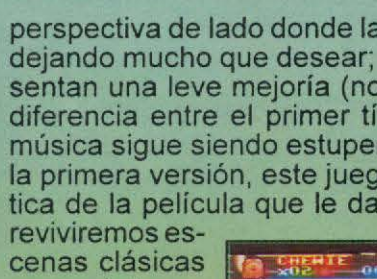 perspectiva de lado donde la
dejando mucho que desear;
sentan una leve mejoría (no
diferencia entre el primer tí
música sigue siendo estupe
la primera versión, este jueg
tica de la película que le da
reviviremos es-
cenas clásicas
CHEWIE
x02